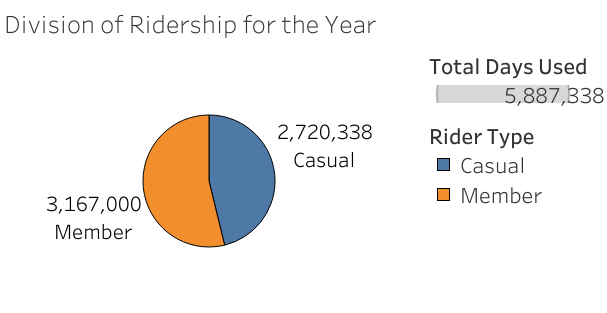 Division of Ridership for the Year
Total Days Used
5,887,338
2,720,338
Casual
3,167,000
Member
Rider Type
Casual
Member